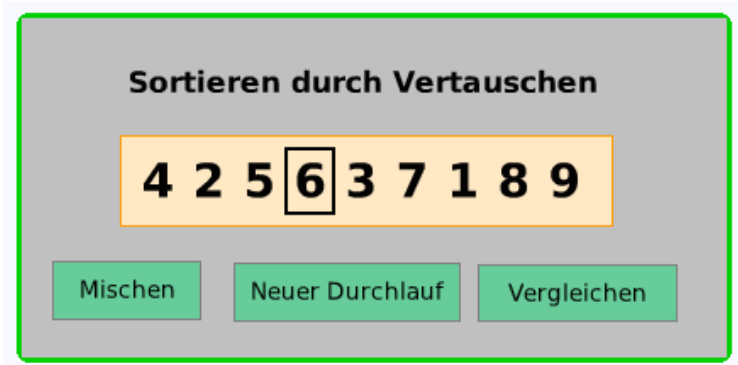 Sortieren durch Vertauschen
4 2 5 6 3 7 1 8 9
Mischen Neuer Durchlauf Vergleichen